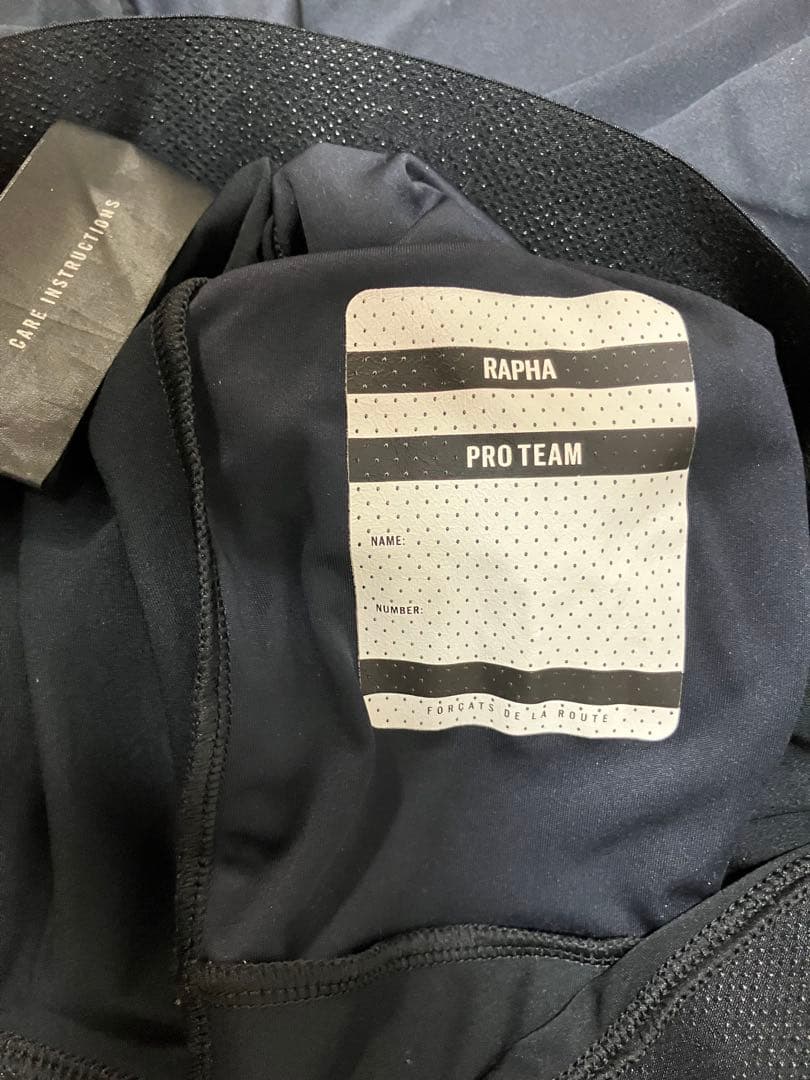 CARE INSTRUCTIONS
RAPHA
PRO TEAM
NAME:
NUMBER:
FORÇATS DE LA ROUTE